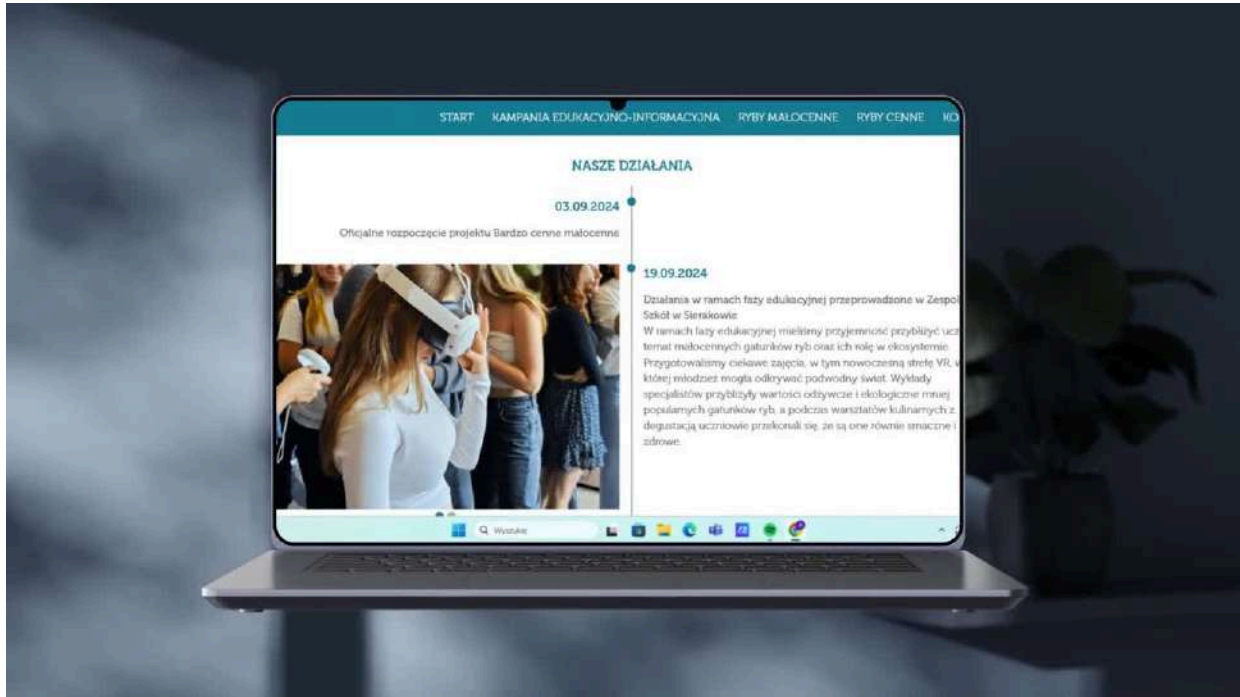 START KAMPANIA EDUKACYJNO-INFORMACYJNA RYBY MAŁOCENNE RYBY CENNE KO
NASZE DZIAŁANIA
03.09.2024
Oficjalne rozpoczęcie projektu Bardzo cenne małocenne
19.09.2024
Działania w ramach fazy edukacyjnej przeprowadzone w Zespol
Szkół w Sierakowie
W ramach fazy edukacyjnej mieliśmy przyjemność przybliżyć ucz
temat małocennych gatunków ryb oraz ich rolę w ekosystemie.
Przygotowaliśmy ciekawe zajęcia, w tym nowoczesną strefę VR, w
której młodzież mogła odkrywać podwodny świat. Wykłady
specjalistów przybliżyły wartości odżywcze i ekologiczne mniej
popularnych gatunków ryb, a podczas warsztatów kulinarnych z
degustacją uczniowie przekonali się, że są one równie smaczne i
zdrowe.
Wyszukaj